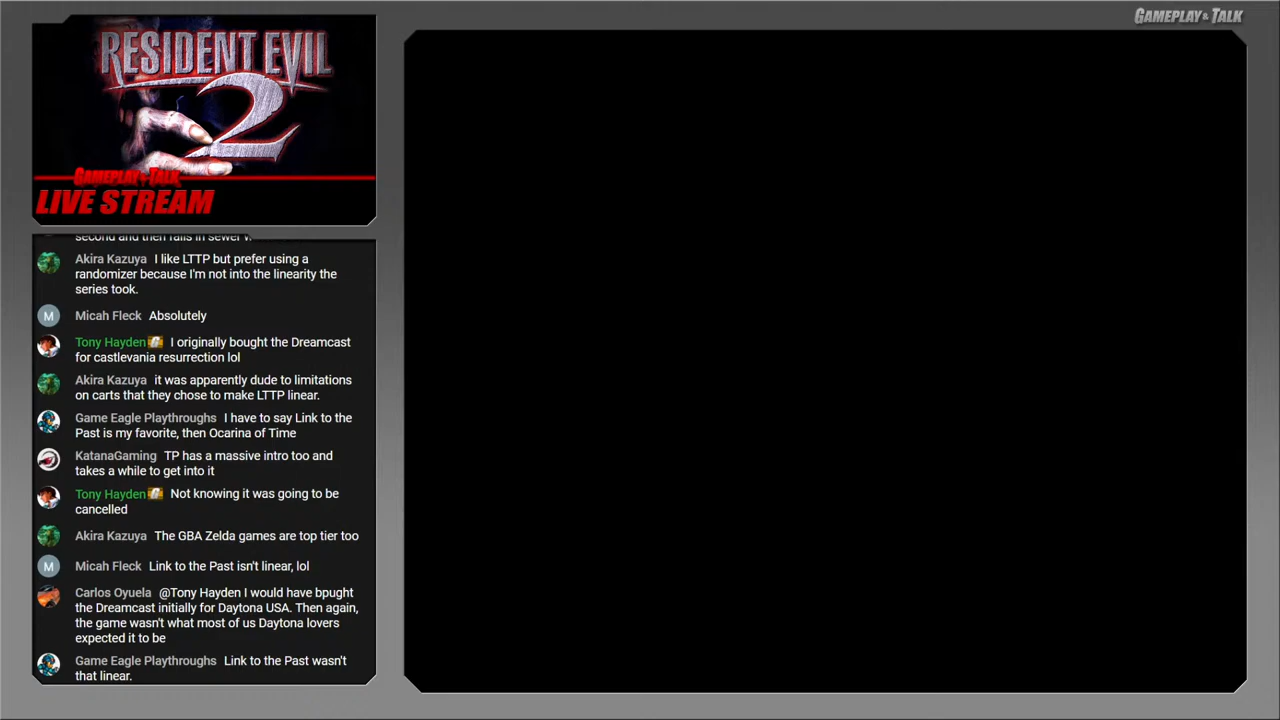 GAMEPLAY & TALK
RESIDENT EVIL
2
GAMEPLAY & TALK
LIVE STREAM
second and then falls in sewer
Akira Kazuya I like LTTP but prefer using a
randomizer because I'm not into the linearity the
series took.
M Micah Fleck Absolutely
Tony Hayden I originally bought the Dreamcast
for castlevania resurrection lol
Akira Kazuya it was apparently dude to limitations
on carts that they chose to make LTTP linear.
Game Eagle Playthroughs I have to say Link to the
Past is my favorite, then Ocarina of Time
KatanaGaming TP has a massive intro too and
takes a while to get into it
Tony Hayden Not knowing it was going to be
cancelled
Akira Kazuya The GBA Zelda games are top tier too
M Micah Fleck Link to the Past isn't linear, lol
Carlos Oyuela @Tony Hayden I would have bpught
the Dreamcast initially for Daytona USA. Then again,
the game wasn't what most of us Daytona lovers
expected it to be
Game Eagle Playthroughs Link to the Past wasn't
that linear.